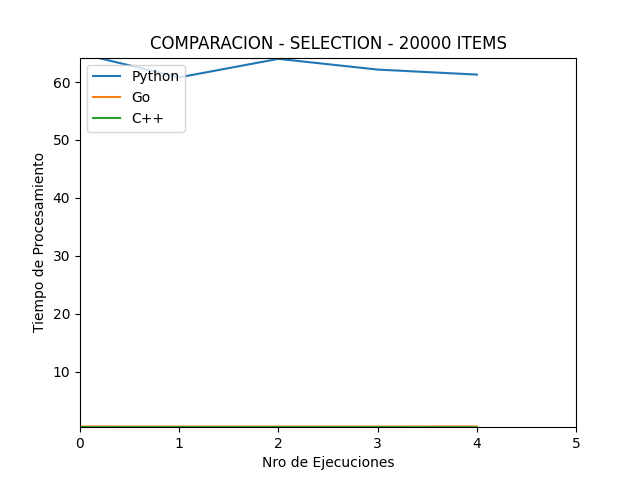 COMPARACION - SELECTION - 20000 ITEMS
Python
Go
C++
60
50
40
30
20
10
Tiempo de Procesamiento
0 1 2 3 4 5
Nro de Ejecuciones